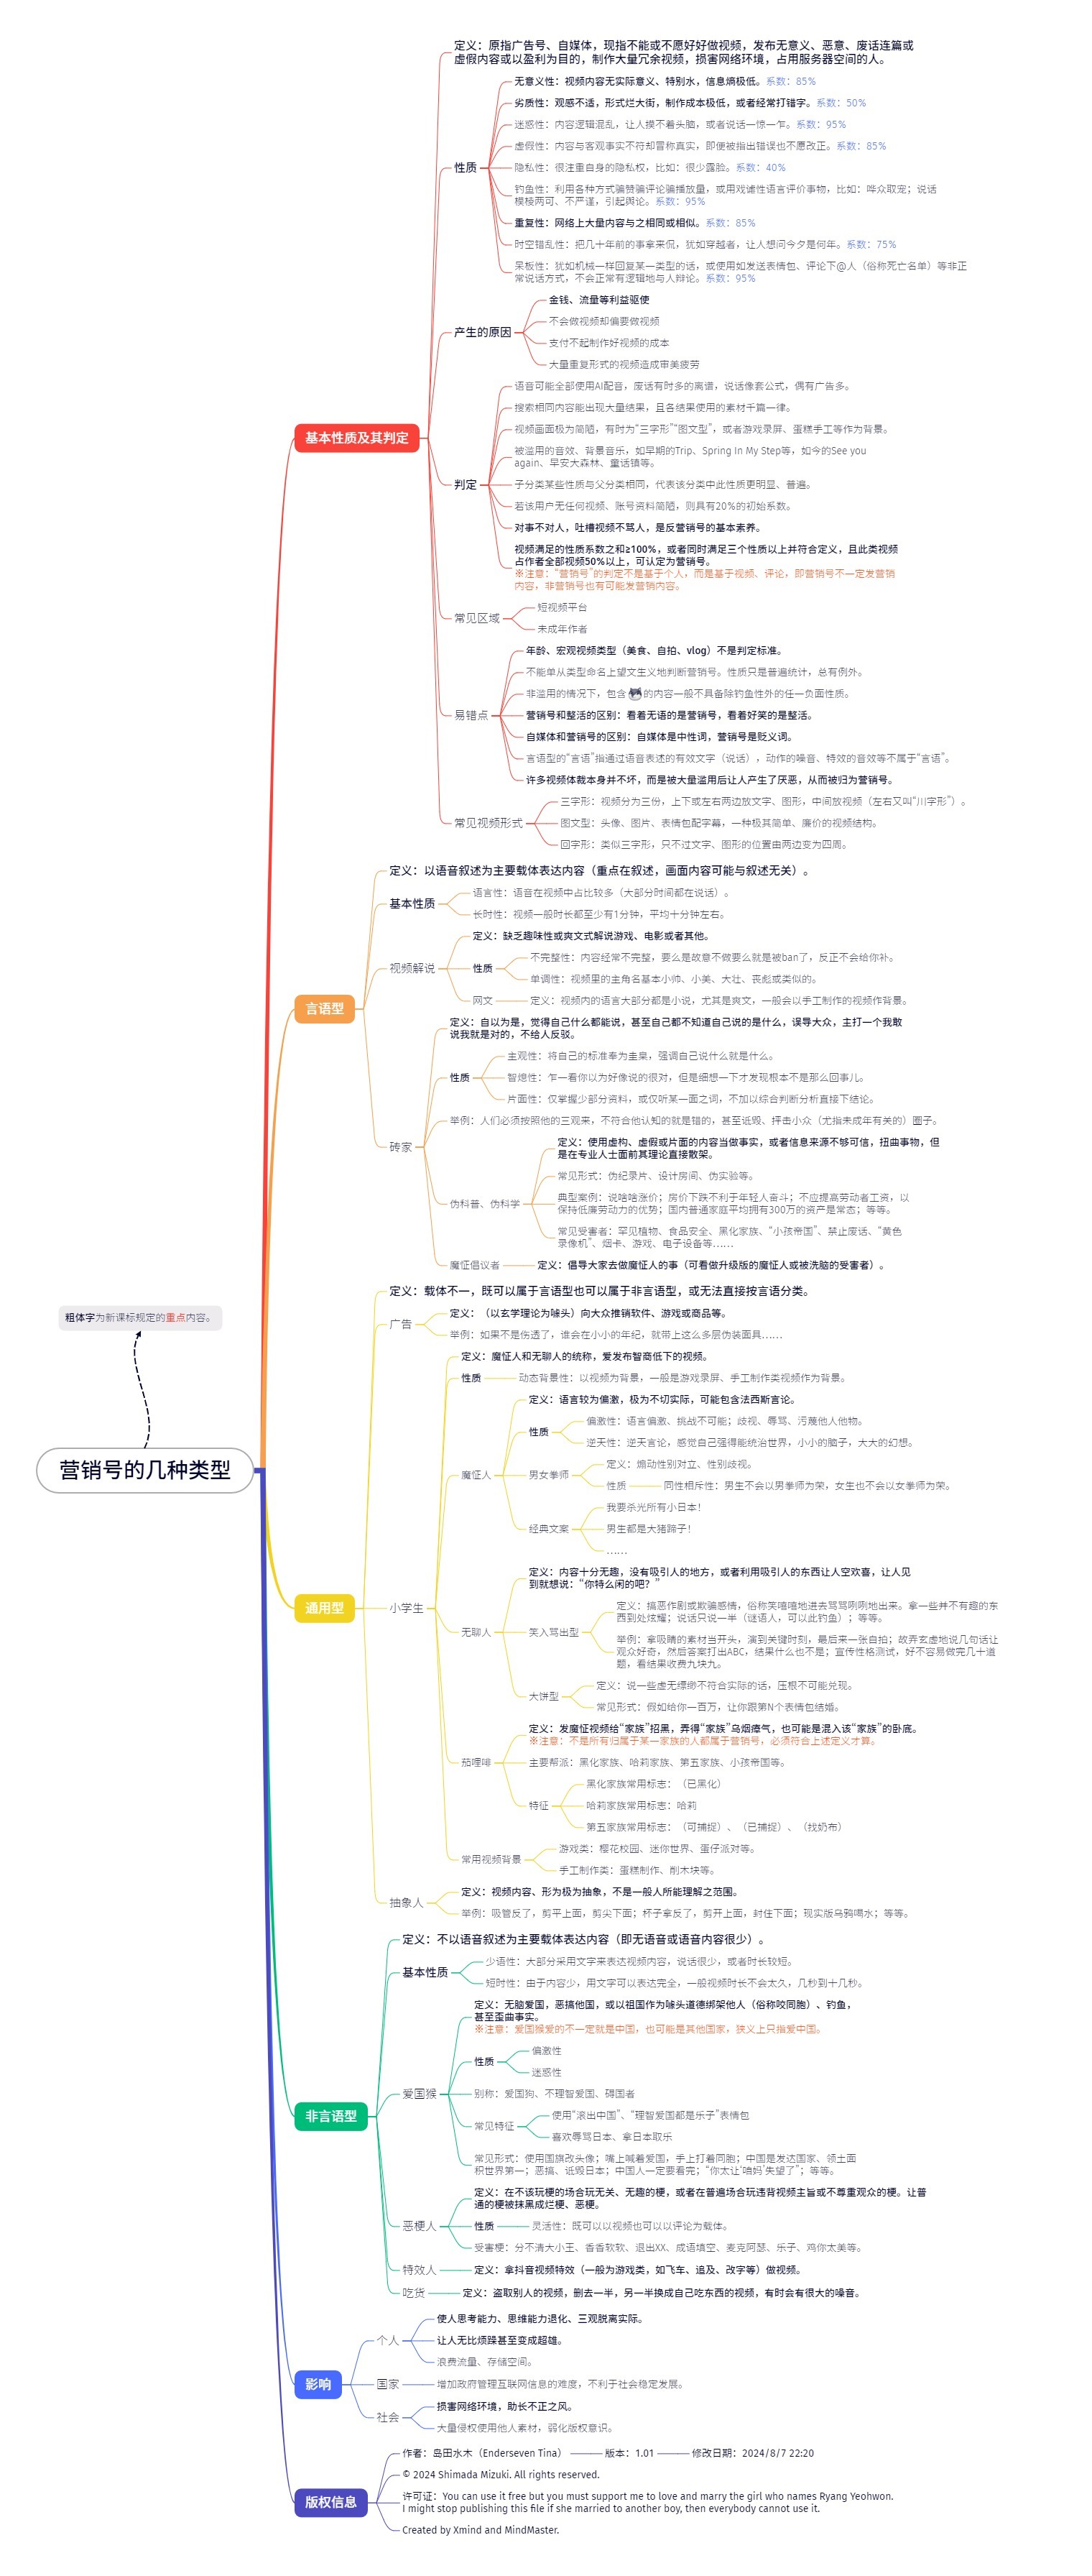 定义：原指广告号、自媒体，现指不能或不愿好好做视频，发布无意义、恶意、废话连篇或
虚假内容或以盈利为目的，制作大量冗余视频，损害网络环境，占用服务器空间的人。
无意义性：视频内容无实际意义、特别水，信息熵极低。系数：85%
劣质性：观感不适，形式烂大街，制作成本极低，或者经常打错字。系数：50%
迷惑性：内容逻辑混乱，让人摸不着头脑，或者说话一惊一乍。系数：95%
虚假性：内容与客观事实不符却冒称真实，即便被指出错误也不愿改正。系数：85%
性质
隐私性：很注重自身的隐私权，比如：很少露脸。系数：40%
钓鱼性：利用各种方式骗赞骗评论骗播放量，或用戏谑性语言评价事物，比如：哗众取宠；说话
模棱两可、不严谨，引起舆论。系数：95%
重复性：网络上大量内容与之相同或相似。系数：85%
时空错乱性：把几十年前的事拿来侃，犹如穿越者，让人想问今夕是何年。系数：75%
呆板性：犹如机械一样回复某一类型的话，或使用如发送表情包、评论下@人（俗称死亡名单）等非正
常说话方式，不会正常有逻辑地与人辩论。系数：95%
产生的原因
金钱、流量等利益驱使
不会做视频却偏要做视频
支付不起制作好视频的成本
大量重复形式的视频造成审美疲劳
基本性质及其判定
判定
语音可能全部使用AI配音，废话有时多的离谱，说话像套公式，偶有广告多。
搜索相同内容能出现大量结果，且各结果使用的素材千篇一律。
视频画面极为简陋，有时为“三字形”“图文型”，或者游戏录屏、蛋糕手工等作为背景。
被滥用的音效、背景音乐，如早期的Trip、Spring In My Step等，如今的See you
again、早安大森林、童话镇等。
子分类某些性质与父分类相同，代表该分类中此性质更明显、普遍。
若该用户无任何视频、账号资料简陋，则具有20%的初始系数。
对事不对人，吐槽视频不骂人，是反营销号的基本素养。
视频满足的性质系数之和≥100%，或者同时满足三个性质以上并符合定义，且此类视频
占作者全部视频50%以上，可认定为营销号。
※注意：“营销号”的判定不是基于个人，而是基于视频、评论，即营销号不一定发营销
内容，非营销号也有可能发营销内容。
常见区域
短视频平台
未成年作者
易错点
年龄、宏观视频类型（美食、自拍、vlog）不是判定标准。
不能单从类型命名上望文生义地判断营销号。性质只是普遍统计，总有例外。
非滥用的情况下，包含的内容一般不具备除钓鱼性外的任一负面性质。
营销号和整活的区别：看着无语的是营销号，看着好笑的是整活。
自媒体和营销号的区别：自媒体是中性词，营销号是贬义词。
言语型的“言语”指通过语音表述的有效文字（说话），动作的噪音、特效的音效等不属于“言语”。
许多视频体裁本身并不坏，而是被大量滥用后让人产生了厌恶，从而被归为营销号。
常见视频形式
三字形：视频分为三份，上下或左右两边放文字、图形，中间放视频（左右又叫“川字形”）。
图文型：头像、图片、表情包配字幕，一种极其简单、廉价的视频结构。
回字形：类似三字形，只不过文字、图形的位置由两边变为四周。
言语型
定义：以语音叙述为主要载体表达内容（重点在叙述，画面内容可能与叙述无关）。
基本性质
语言性：语音在视频中占比较多（大部分时间都在说话）。
长时性：视频一般时长都至少有1分钟，平均十分钟左右。
视频解说
定义：缺乏趣味性或爽文式解说游戏、电影或者其他。
性质
不完整性：内容经常不完整，要么是故意不做要么就是被ban了，反正不会给你补。
单调性：视频里的主角名基本小帅、小美、大壮、丧彪或类似的。
网文
定义：视频内的语言大部分都是小说，尤其是爽文，一般会以手工制作的视频作背景。
砖家
定义：自以为是，觉得自己什么都能说，甚至自己都不知道自己说的是什么，误导大众，主打一个我敢
说我就是对的，不给人反驳。
性质
主观性：将自己的标准奉为圭臬，强调自己说什么就是什么。
智熄性：乍一看你以为好像说的很对，但是细想一下才发现根本不是那么回事儿。
片面性：仅掌握少部分资料，或仅听某一面之词，不加以综合判断分析直接下结论。
举例：人们必须按照他的三观来，不符合他认知的就是错的，甚至诋毁、抨击小众（尤指未成年有关的）圈子。
伪科普、伪科学
定义：使用虚构、虚假或片面的内容当做事实，或者信息来源不够可信，扭曲事物，但
是在专业人士面前其理论直接散架。
常见形式：伪纪录片、设计房间、伪实验等。
典型案例：说啥啥涨价；房价下跌不利于年轻人奋斗；不应提高劳动者工资，以
保持低廉劳动力的优势；国内普通家庭平均拥有300万的资产是常态；等等。
常见受害者：罕见植物、食品安全、黑化家族、“小孩帝国”、禁止废话、“黄色
录像机”、烟卡、游戏、电子设备等……
魔怔倡议者
定义：倡导大家去做魔怔人的事（可看做升级版的魔怔人或被洗脑的受害者）。
粗体字为新课标规定的重点内容。
营销号的几种类型
通用型
定义：载体不一，既可以属于言语型也可以属于非言语型，或无法直接按言语分类。
广告
定义：（以玄学理论为噱头）向大众推销软件、游戏或商品等。
举例：如果不是伤透了，谁会在小小的年纪，就带上这么多层伪装面具……
小学生
定义：魔怔人和无聊人的统称，爱发布智商低下的视频。
性质
动态背景性：以视频为背景，一般是游戏录屏、手工制作类视频作为背景。
魔怔人
定义：语言较为偏激，极为不切实际，可能包含法西斯言论。
性质
偏激性：语言偏激、挑战不可能；歧视、辱骂、污蔑他人他物。
逆天性：逆天言论，感觉自己强得能统治世界，小小的脑子，大大的幻想。
男女拳师
定义：煽动性别对立、性别歧视。
性质
同性相斥性：男生不会以男拳师为荣，女生也不会以女拳师为荣。
经典文案
我要杀光所有小日本！
男生都是大猪蹄子！
……
无聊人
定义：内容十分无趣，没有吸引人的地方，或者利用吸引人的东西让人空欢喜，让人见
到就想说：“你特么闲的吧？”
笑入骂出型
定义：搞恶作剧或欺骗感情，俗称笑嘻嘻地进去骂骂咧咧地出来。拿一些并不有趣的东
西到处炫耀；说话只说一半（谜语人，可以此钓鱼）；等等。
举例：拿吸睛的素材当开头，演到关键时刻，最后来一张自拍；故弄玄虚地说几句话让
观众好奇，然后答案打出ABC，结果什么也不是；宣传性格测试，好不容易做完几十道
题，看结果收费九块九。
大饼型
定义：说一些虚无缥缈不符合实际的话，压根不可能兑现。
常见形式：假如给你一百万，让你跟第N个表情包结婚。
茄哩啡
定义：发魔怔视频给“家族”招黑，弄得“家族”乌烟瘴气，也可能是混入该“家族”的卧底。
※注意：不是所有归属于某一家族的人都属于营销号，必须符合上述定义才算。
主要帮派：黑化家族、哈莉家族、第五家族、小孩帝国等。
特征
黑化家族常用标志：（已黑化）
哈莉家族常用标志：哈莉
第五家族常用标志：（可捕捉）、（已捕捉）、（找奶布）
常用视频背景
游戏类：樱花校园、迷你世界、蛋仔派对等。
手工制作类：蛋糕制作、削木块等。
抽象人
定义：视频内容、形为极为抽象，不是一般人所能理解之范围。
举例：吸管反了，剪平上面，剪尖下面；杯子拿反了，剪开上面，封住下面；现实版乌鸦喝水；等等。
非言语型
定义：不以语音叙述为主要载体表达内容（即无语音或语音内容很少）。
基本性质
少语性：大部分采用文字来表达视频内容，说话很少，或者时长较短。
短时性：由于内容少，用文字可以表达完全，一般视频时长不会太久，几秒到十几秒。
爱国猴
定义：无脑爱国，恶搞他国，或以祖国作为噱头道德绑架他人（俗称咬同胞）、钓鱼，
甚至歪曲事实。
※注意：爱国猴爱的不一定就是中国，也可能是其他国家，狭义上只指爱中国。
性质
偏激性
迷惑性
别称：爱国狗、不理智爱国、碍国者
常见特征
使用“滚出中国”、“理智爱国都是乐子”表情包
喜欢辱骂日本、拿日本取乐
常见形式：使用国旗改头像；嘴上喊着爱国，手上打着同胞；中国是发达国家、领土面
积世界第一；恶搞、诋毁日本；中国人一定要看完；“你太让‘咱妈’失望了”；等等。
恶梗人
定义：在不该玩梗的场合玩无关、无趣的梗，或者在普遍场合玩违背视频主旨或不尊重观众的梗。让普
通的梗被抹黑成烂梗、恶梗。
性质
灵活性：既可以以视频也可以以评论为载体。
受害梗：分不清大小王、香香软软、退出XX、成语填空、麦克阿瑟、乐子、鸡你太美等。
特效人
定义：拿抖音视频特效（一般为游戏类，如飞车、追及、改字等）做视频。
吃货
定义：盗取别人的视频，删去一半，另一半换成自己吃东西的视频，有时会有很大的噪音。
影响
个人
使人思考能力、思维能力退化、三观脱离实际。
让人无比烦躁甚至变成超雄。
浪费流量、存储空间。
国家
增加政府管理互联网信息的难度，不利于社会稳定发展。
社会
损害网络环境，助长不正之风。
大量侵权使用他人素材，弱化版权意识。
版权信息
作者：岛田水木（Enderseven Tina）
版本：1.01
修改日期：2024/8/7 22:20
© 2024 Shimada Mizuki. All rights reserved.
许可证：You can use it free but you must support me to love and marry the girl who names Ryang Yeohwon.
I might stop publishing this file if she married to another boy, then everybody cannot use it.
Created by Xmind and MindMaster.